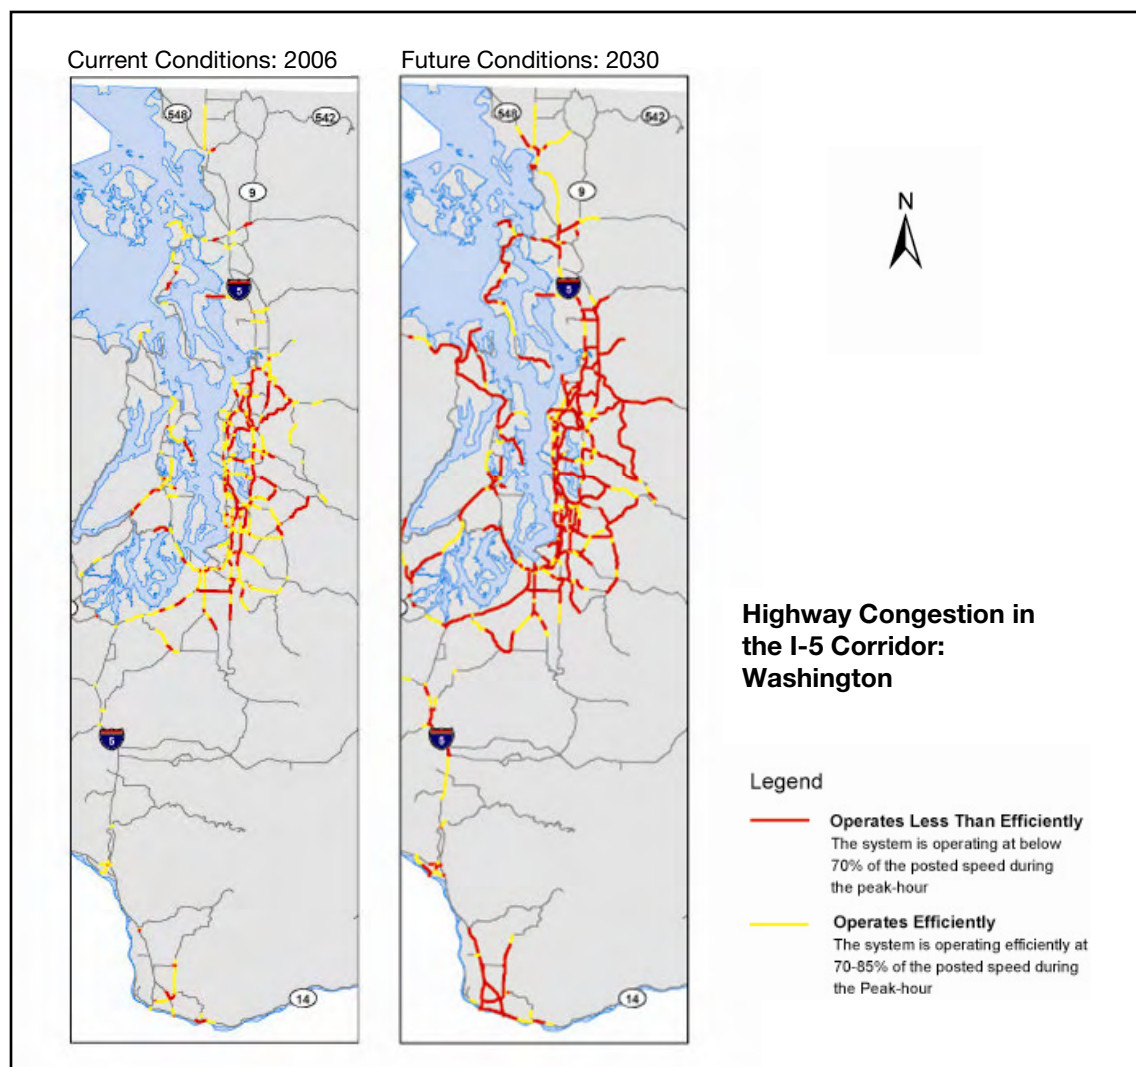 Current Conditions: 2006
Future Conditions: 2030
548
542
9
5
5
14
548
542
9
5
5
14
N
Highway Congestion in
the I-5 Corridor:
Washington
Legend
Operates Less Than Efficiently
The system is operating at below
70% of the posted speed during
the peak-hour
Operates Efficiently
The system is operating efficiently at
70-85% of the posted speed during
the Peak-hour